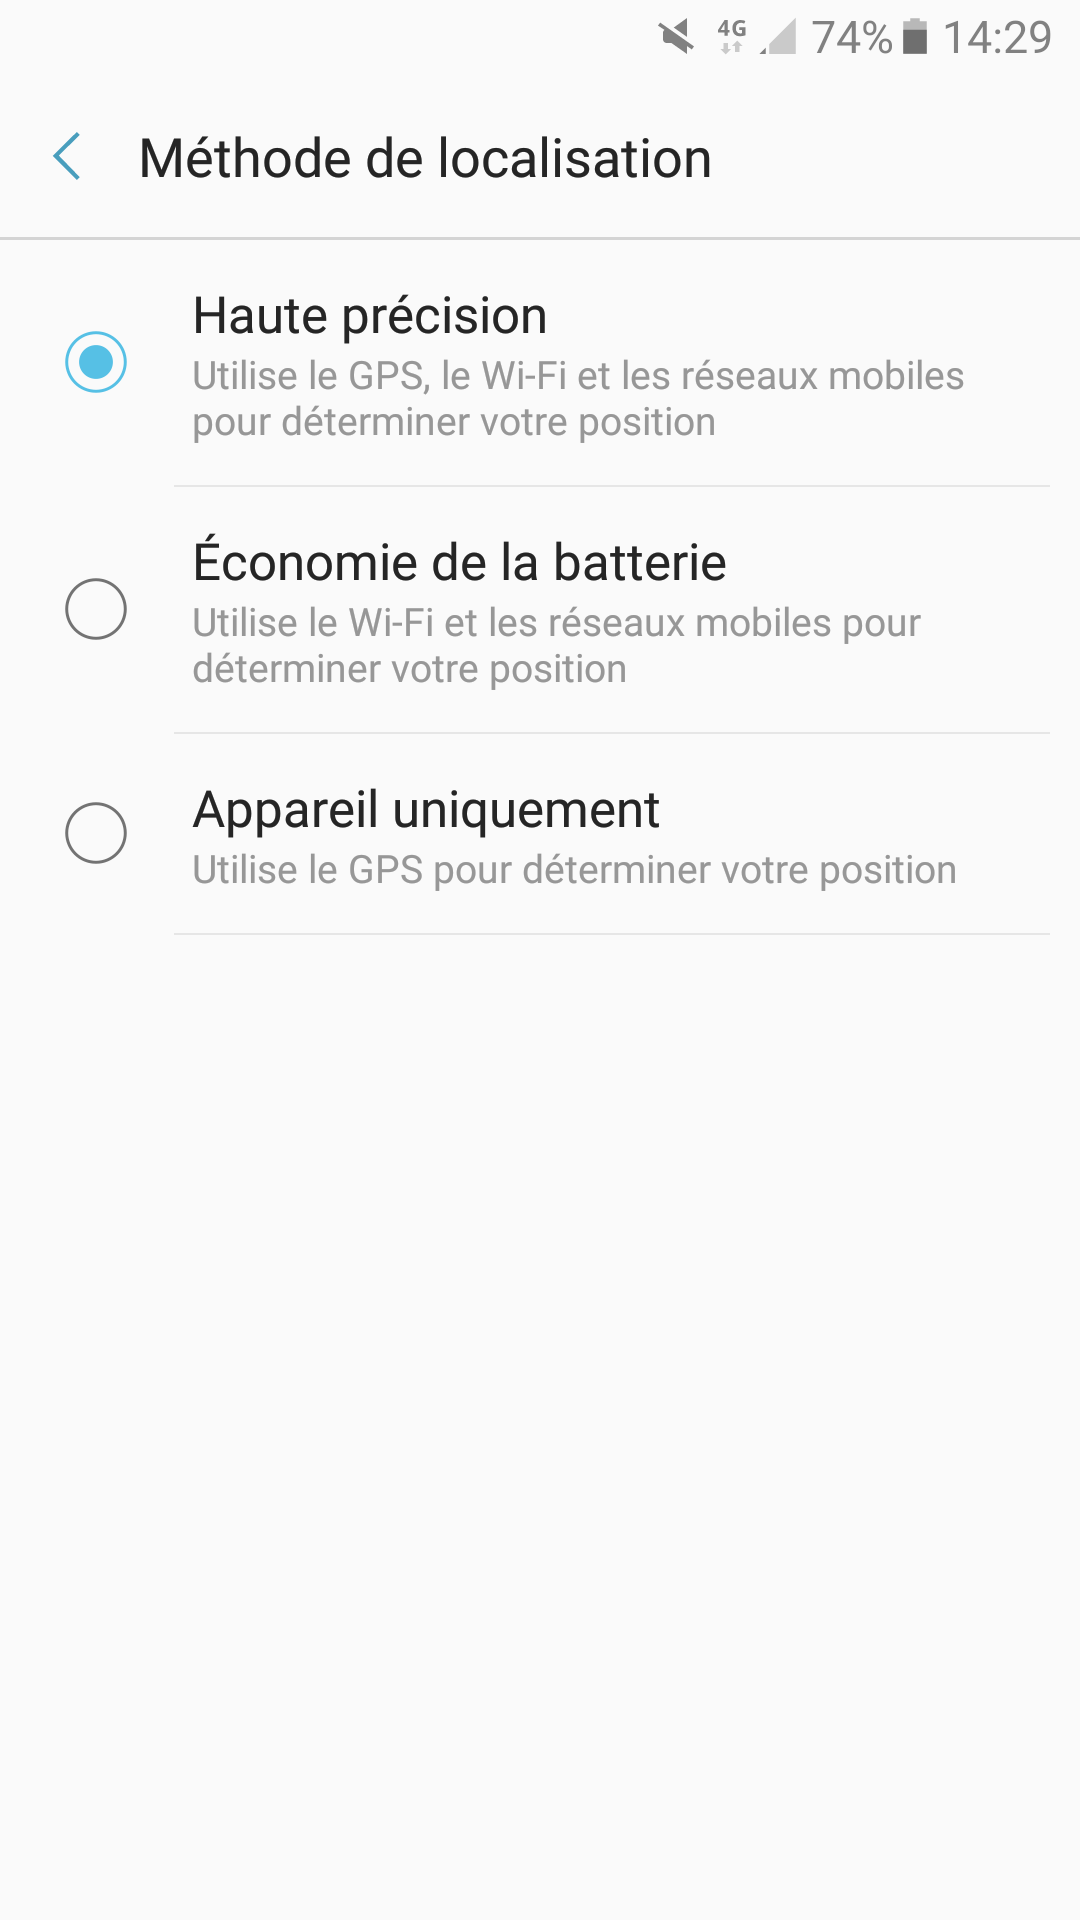 4G 74% 14:29
Méthode de localisation
Haute précision
Utilise le GPS, le Wi-Fi et les réseaux mobiles
pour déterminer votre position
Économie de la batterie
Utilise le Wi-Fi et les réseaux mobiles pour
déterminer votre position
Appareil uniquement
Utilise le GPS pour déterminer votre position